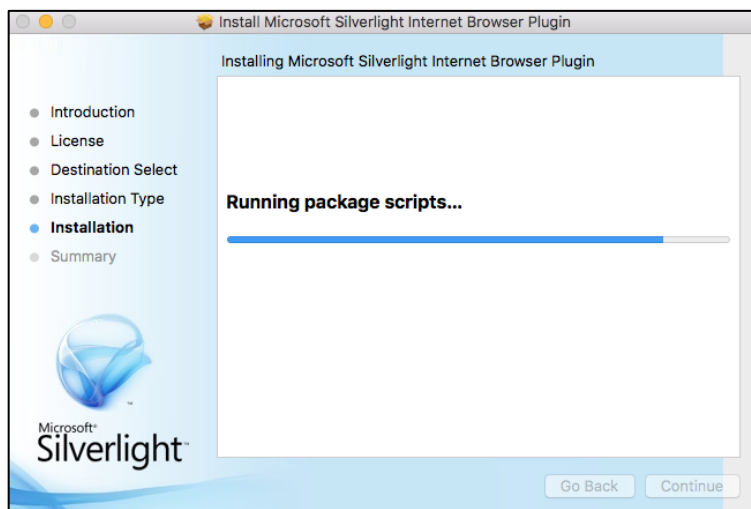 Install Microsoft Silverlight Internet Browser Plugin
Installing Microsoft Silverlight Internet Browser Plugin
Introduction
License
Destination Select
Installation Type
Installation
Summary
Running package scripts...
Microsoft®
Silverlight™
Go Back
Continue